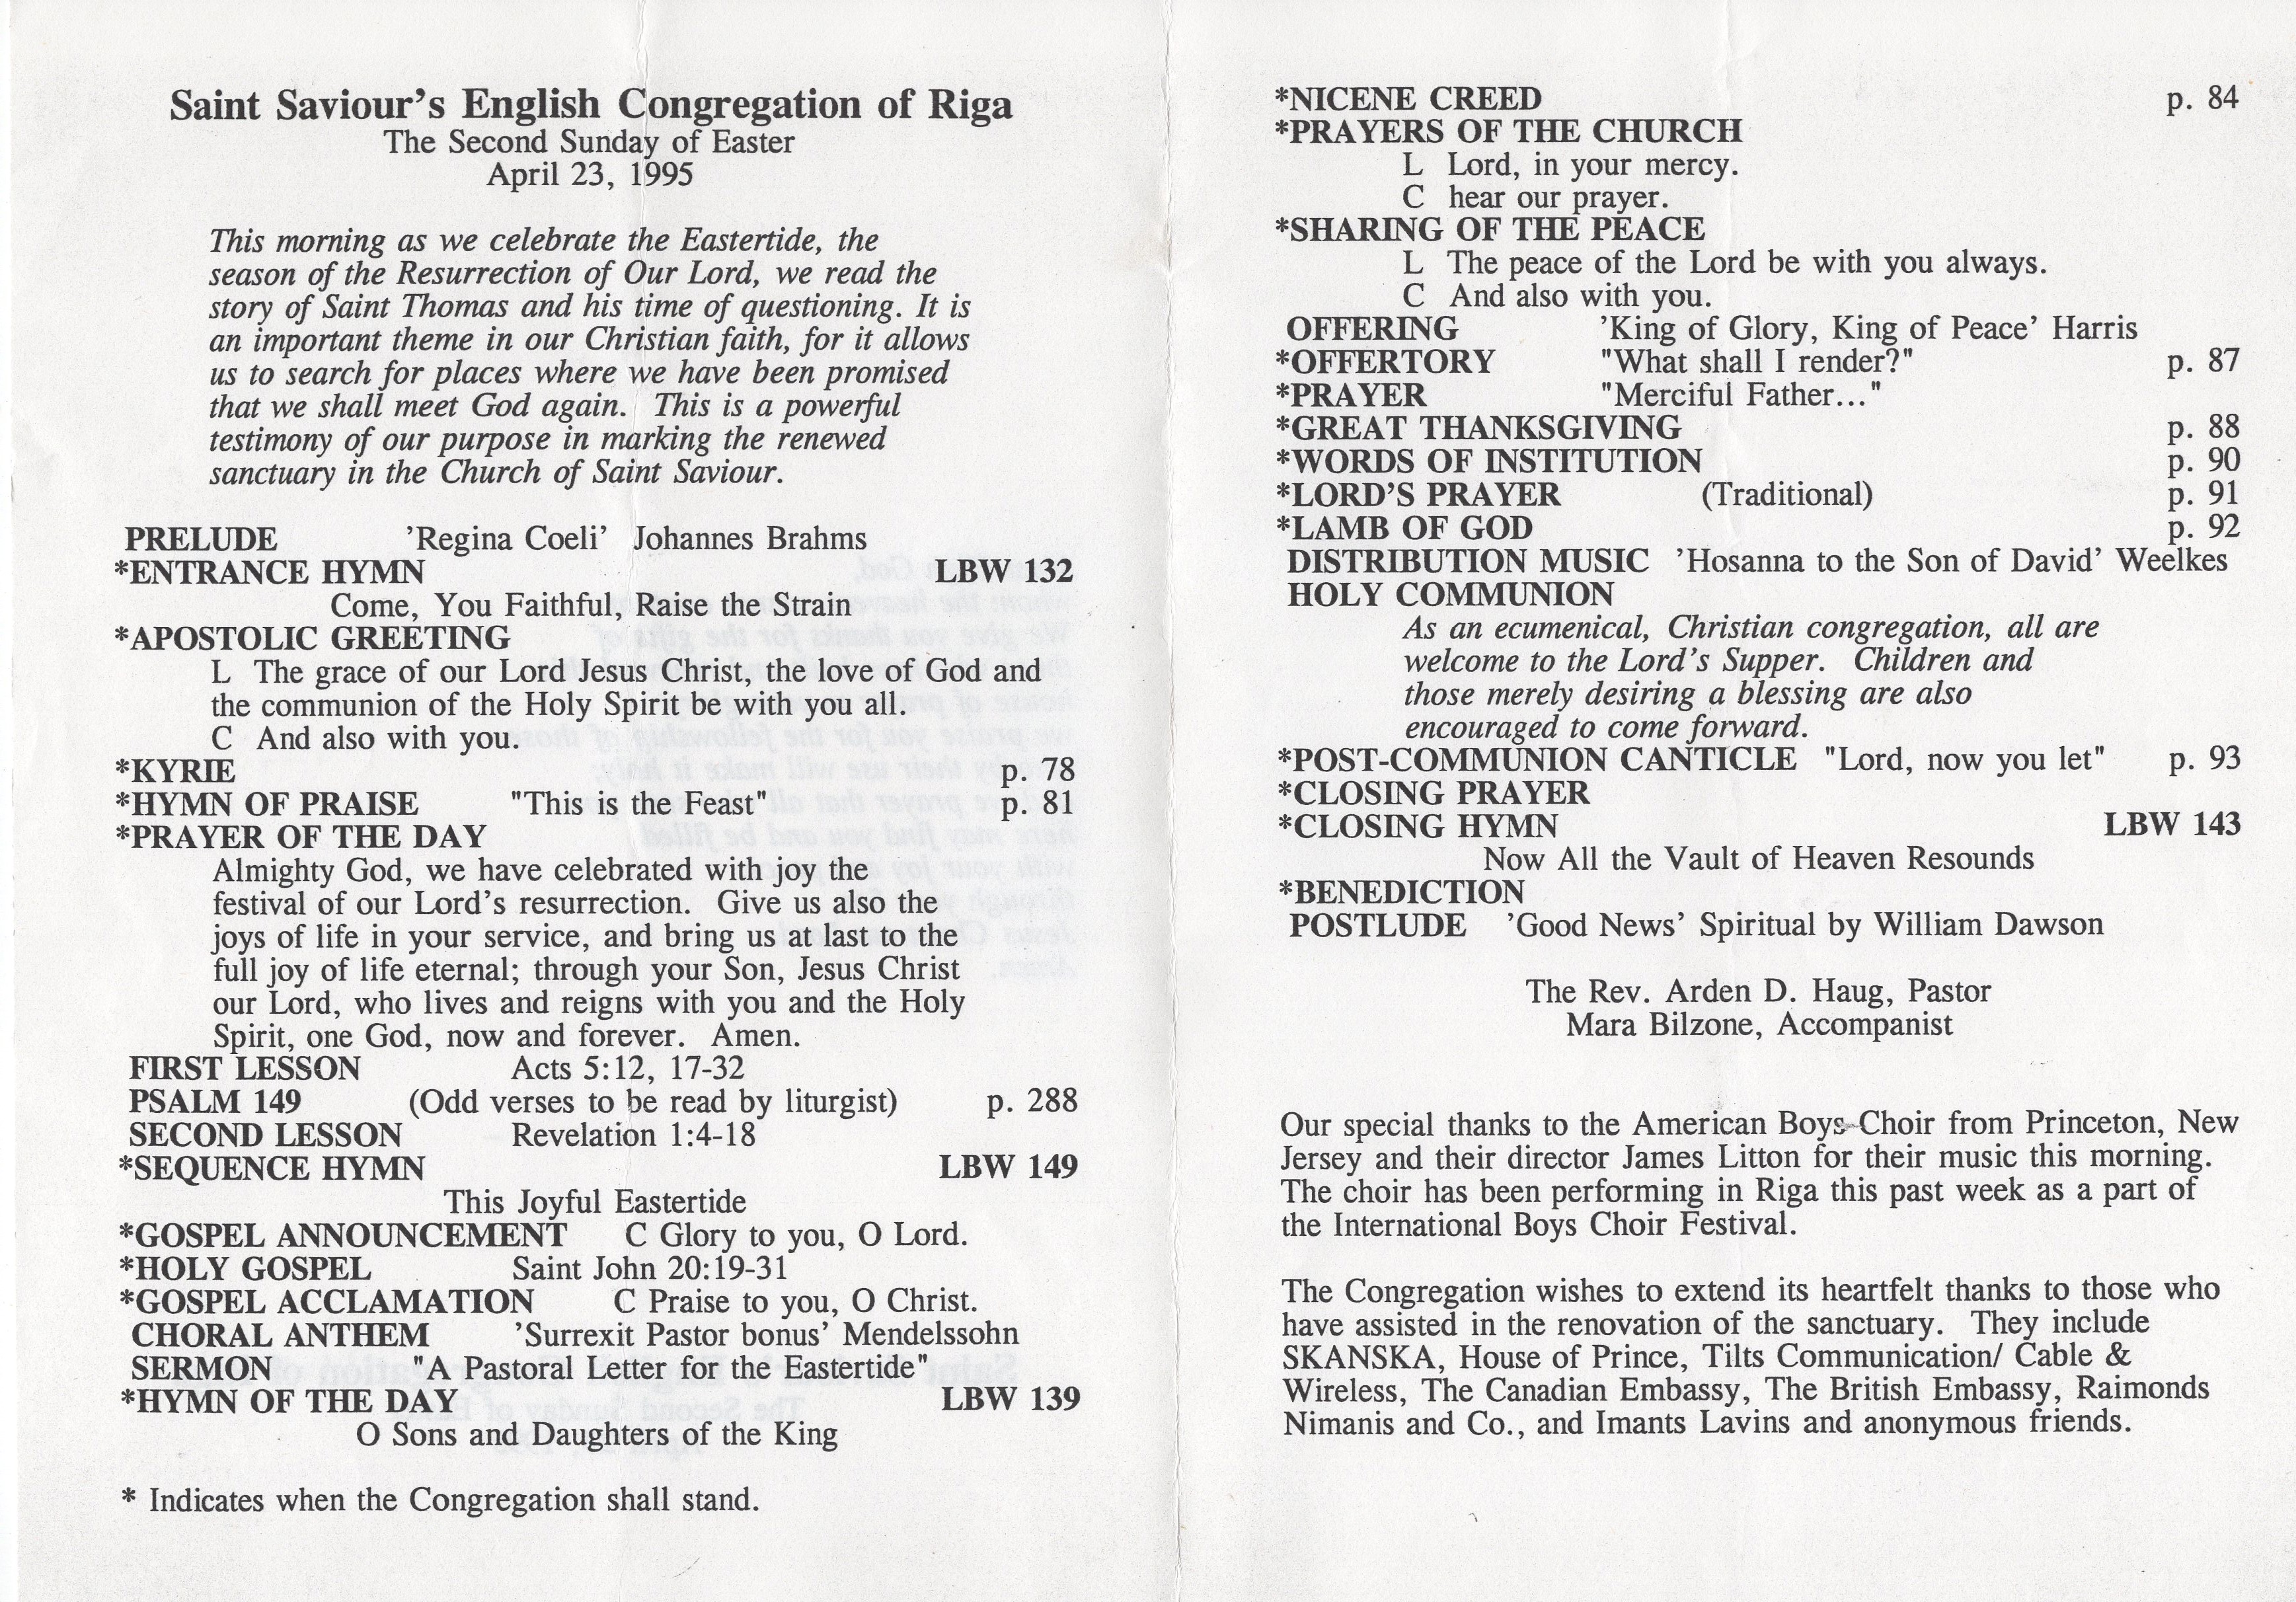 Saint Saviour's English Congregation of Riga
The Second Sunday of Easter
April 23, 1995
This morning as we celebrate the Eastertide, the
season of the Resurrection of Our Lord, we read the
story of Saint Thomas and his time of questioning. It is
an important theme in our Christian faith, for it allows
us to search for places where we have been promised
that we shall meet God again. This is a powerful
testimony of our purpose in marking the renewed
sanctuary in the Church of Saint Saviour.
PRELUDE 'Regina Coeli' Johannes Brahms
*ENTRANCE HYMN LBW 132
Come, You Faithful, Raise the Strain
*APOSTOLIC GREETING
L The grace of our Lord Jesus Christ, the love of God and
the communion of the Holy Spirit be with you all.
C And also with you.
*KYRIE p. 78
*HYMN OF PRAISE "This is the Feast" p. 81
*PRAYER OF THE DAY
Almighty God, we have celebrated with joy the
festival of our Lord's resurrection. Give us also the
joys of life in your service, and bring us at last to the
full joy of life eternal; through your Son, Jesus Christ
our Lord, who lives and reigns with you and the Holy
Spirit, one God, now and forever. Amen.
FIRST LESSON Acts 5:12, 17-32
PSALM 149 (Odd verses to be read by liturgist) p. 288
SECOND LESSON Revelation 1:4-18
*SEQUENCE HYMN LBW 149
This Joyful Eastertide
*GOSPEL ANNOUNCEMENT C Glory to you, O Lord.
*HOLY GOSPEL Saint John 20:19-31
*GOSPEL ACCLAMATION C Praise to you, O Christ.
CHORAL ANTHEM 'Surrexit Pastor bonus' Mendelssohn
SERMON "A Pastoral Letter for the Eastertide"
*HYMN OF THE DAY LBW 139
O Sons and Daughters of the King
* Indicates when the Congregation shall stand.
*NICENE CREED p. 84
*PRAYERS OF THE CHURCH
L Lord, in your mercy.
C hear our prayer.
*SHARING OF THE PEACE
L The peace of the Lord be with you always.
C And also with you.
OFFERING 'King of Glory, King of Peace' Harris
*OFFERTORY "What shall I render?" p. 87
*PRAYER "Merciful Father..."
*GREAT THANKSGIVING p. 88
*WORDS OF INSTITUTION p. 90
*LORD'S PRAYER (Traditional) p. 91
*LAMB OF GOD p. 92
DISTRIBUTION MUSIC 'Hosanna to the Son of David' Weelkes
HOLY COMMUNION
As an ecumenical, Christian congregation, all are
welcome to the Lord's Supper. Children and
those merely desiring a blessing are also
encouraged to come forward.
*POST-COMMUNION CANTICLE "Lord, now you let" p. 93
*CLOSING PRAYER
*CLOSING HYMN LBW 143
Now All the Vault of Heaven Resounds
*BENEDICTION
POSTLUDE 'Good News' Spiritual by William Dawson
The Rev. Arden D. Haug, Pastor
Mara Bilzone, Accompanist
Our special thanks to the American Boys Choir from Princeton, New
Jersey and their director James Litton for their music this morning.
The choir has been performing in Riga this past week as a part of
the International Boys Choir Festival.
The Congregation wishes to extend its heartfelt thanks to those who
have assisted in the renovation of the sanctuary. They include
SKANSKA, House of Prince, Tilts Communication/ Cable &
Wireless, The Canadian Embassy, The British Embassy, Raimonds
Nimanis and Co., and Imants Lavins and anonymous friends.